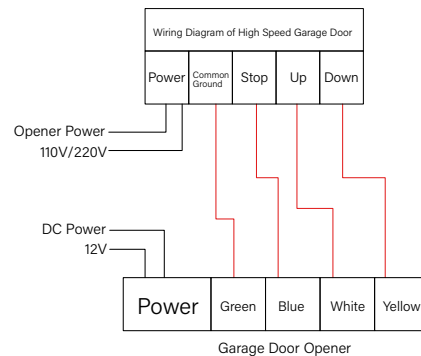 Wiring Diagram of High Speed Garage Door
Power
Common
Ground
Stop
Up
Down
Opener Power
110V/220V
DC Power
12V
Power
Green
Blue
White
Yellow
Garage Door Opener